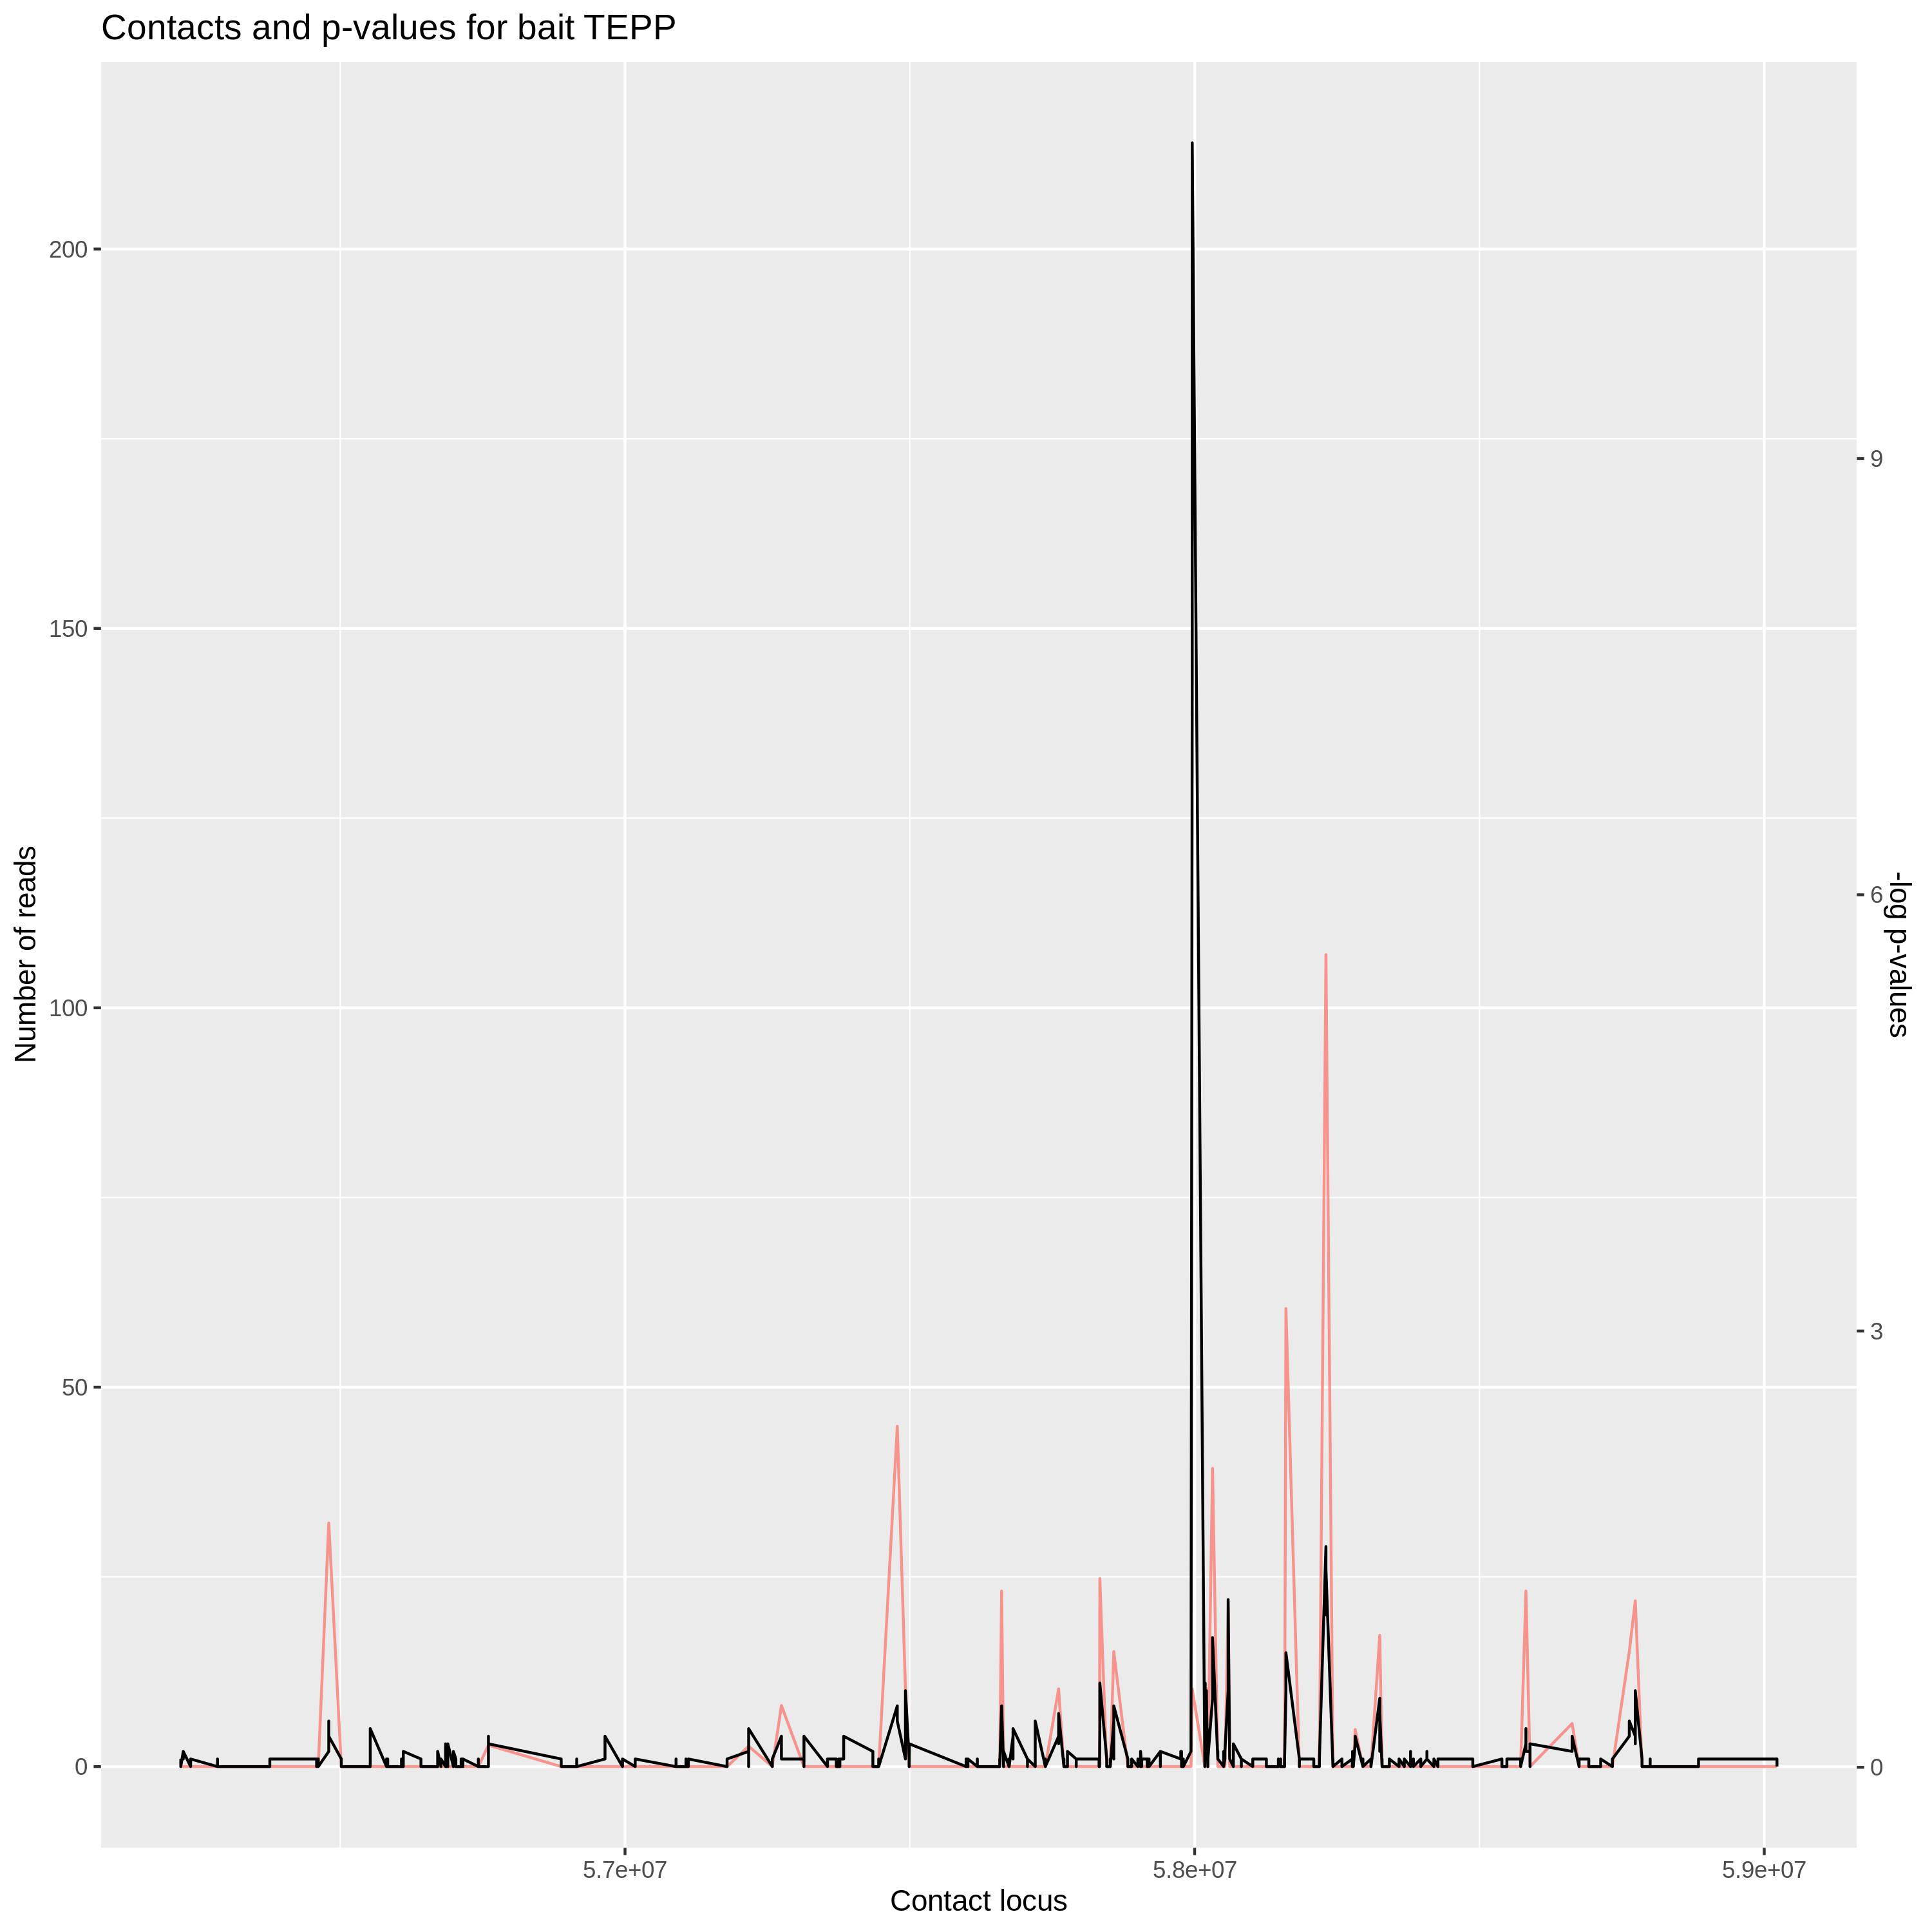 Contacts and p-values for bait TEPP
200
150
100
50
0
Number of reads
9
6
3
0
-log p-values
5.7e+07
5.8e+07
5.9e+07
Contact locus